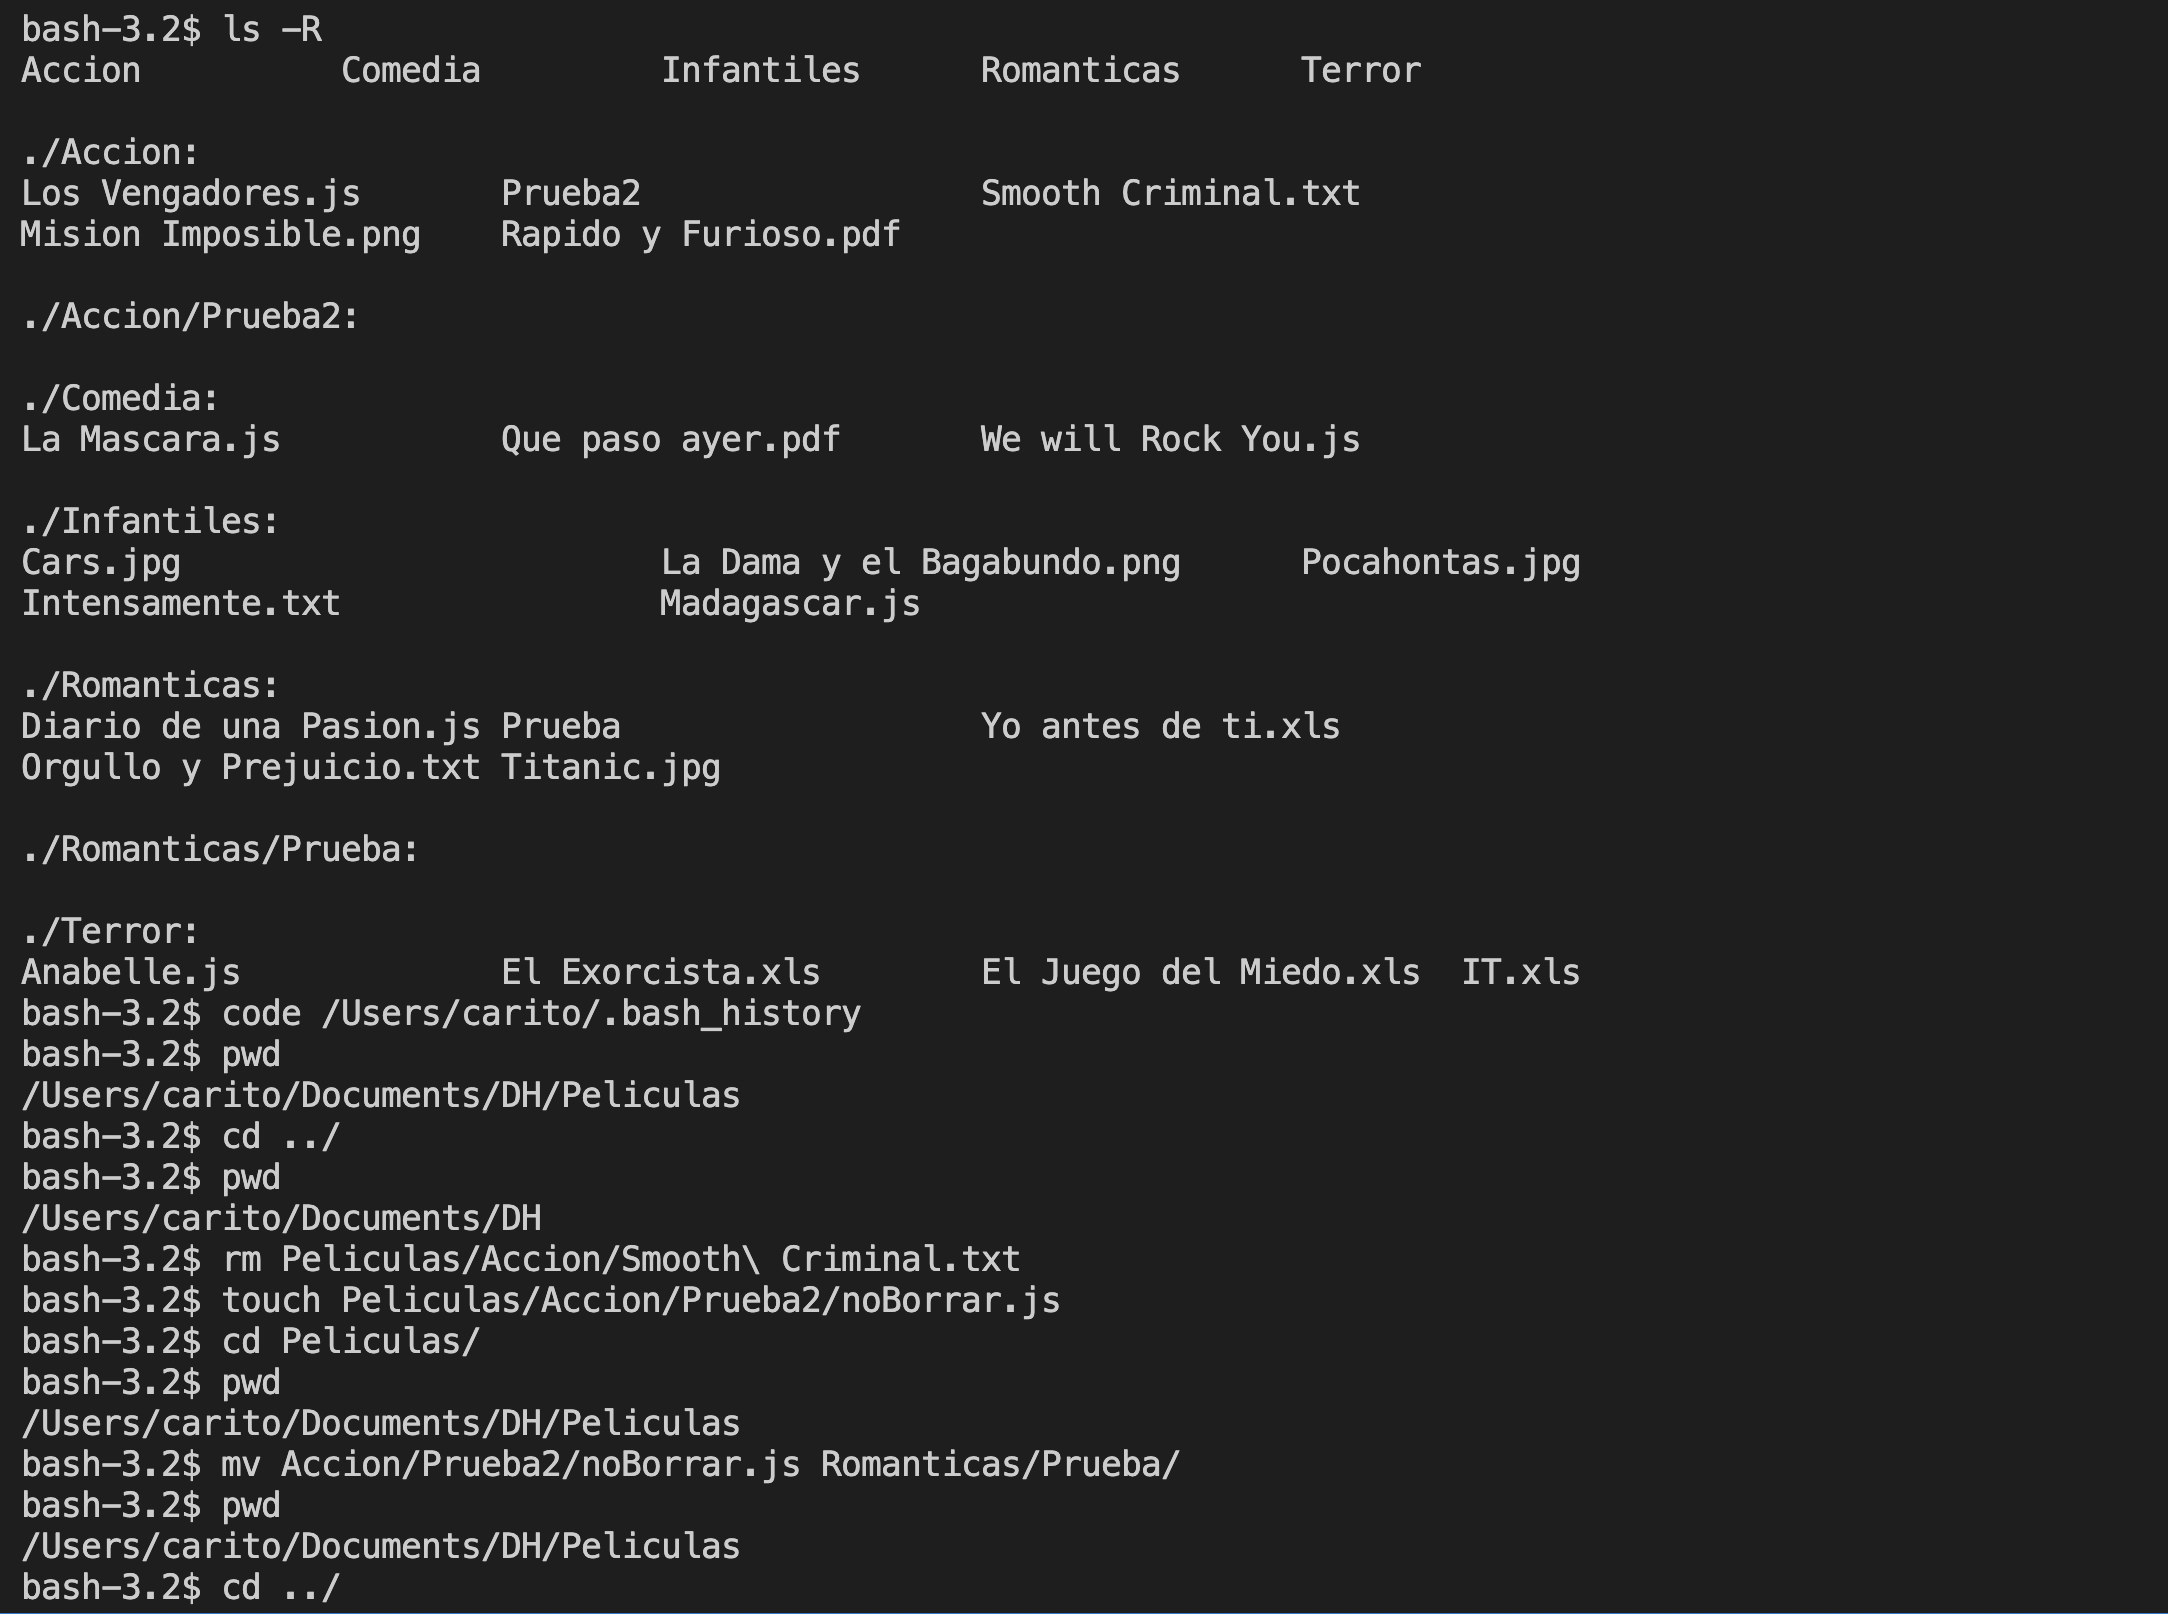 bash-3.2$ ls -R
Accion Comedia Infantiles Romanticas Terror
./Accion:
Los Vengadores.js Prueba2 Smooth Criminal.txt
Mision Imposible.png Rapido y Furioso.pdf
./Accion/Prueba2:
./Comedia:
La Mascara.js Que paso ayer.pdf We will Rock You.js
./Infantiles:
Cars.jpg La Dama y el Bagabundo.png Pocahontas.jpg
Intensamente.txt Madagascar.js
./Romanticas:
Diario de una Pasion.js Prueba Yo antes de ti.xls
Orgullo y Prejuicio.txt Titanic.jpg
./Romanticas/Prueba:
./Terror:
Anabelle.js El Exorcista.xls El Juego del Miedo.xls IT.xls
bash-3.2$ code /Users/carito/.bash_history
bash-3.2$ pwd
/Users/carito/Documents/DH/Peliculas
bash-3.2$ cd ../
bash-3.2$ pwd
/Users/carito/Documents/DH
bash-3.2$ rm Peliculas/Accion/Smooth\ Criminal.txt
bash-3.2$ touch Peliculas/Accion/Prueba2/noBorrar.js
bash-3.2$ cd Peliculas/
bash-3.2$ pwd
/Users/carito/Documents/DH/Peliculas
bash-3.2$ mv Accion/Prueba2/noBorrar.js Romanticas/Prueba/
bash-3.2$ pwd
/Users/carito/Documents/DH/Peliculas
bash-3.2$ cd ../